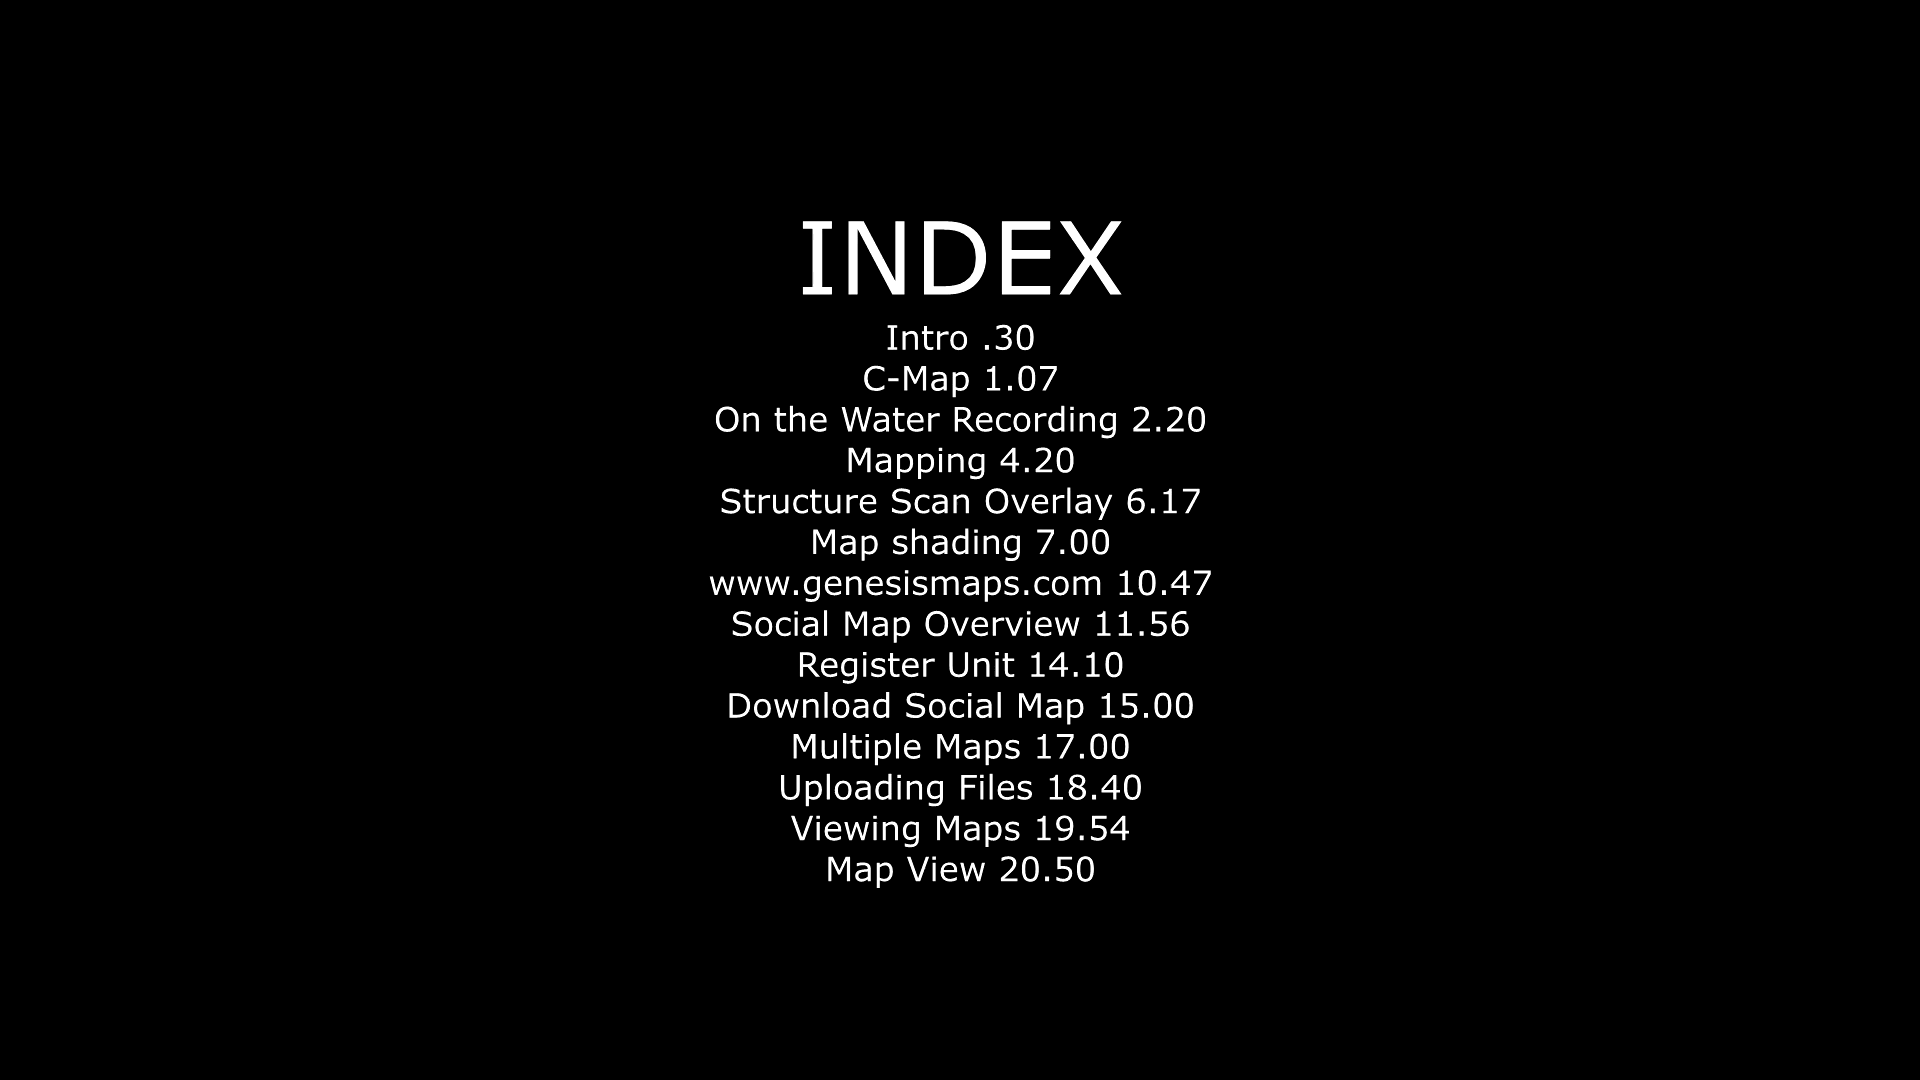 INDEX
Intro .30
C-Map 1.07
On the Water Recording 2.20
Mapping 4.20
Structure Scan Overlay 6.17
Map shading 7.00
www.genesismaps.com 10.47
Social Map Overview 11.56
Register Unit 14.10
Download Social Map 15.00
Multiple Maps 17.00
Uploading Files 18.40
Viewing Maps 19.54
Map View 20.50